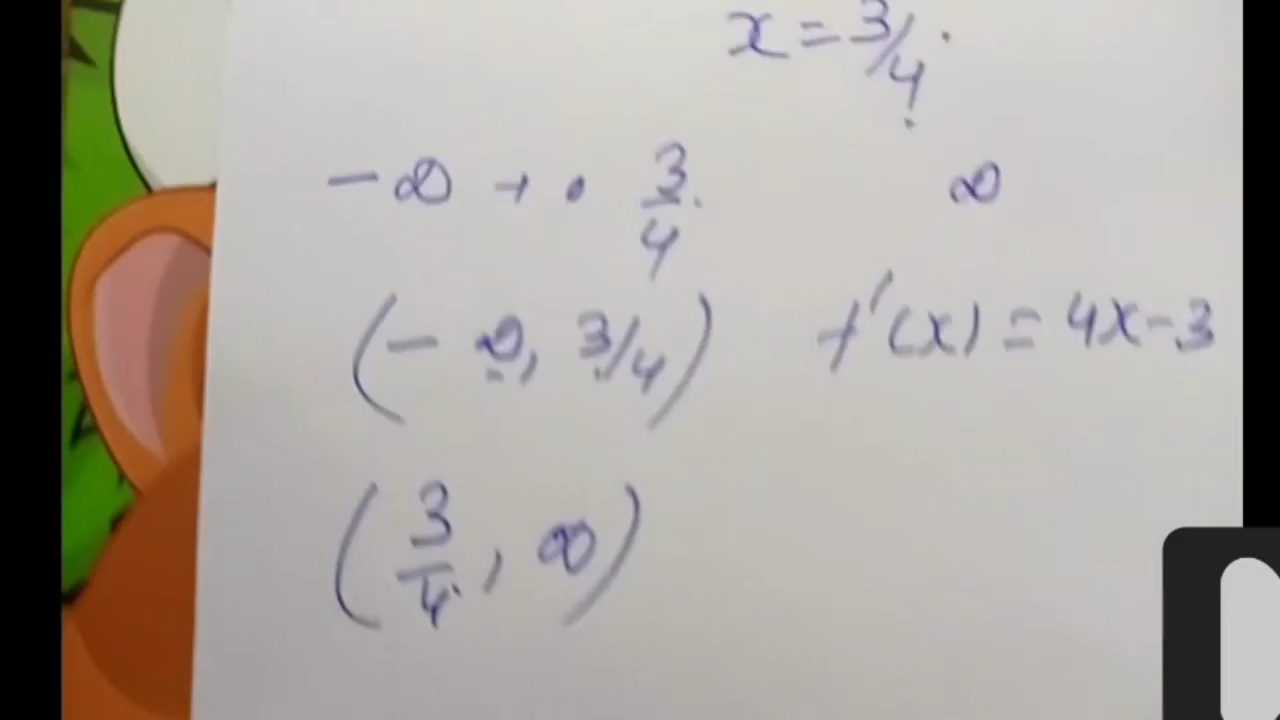 x = 3/4
-∞ + • 3/4 ∞
(-∞, 3/4) f'(x) = 4x-3
(3/4, ∞)